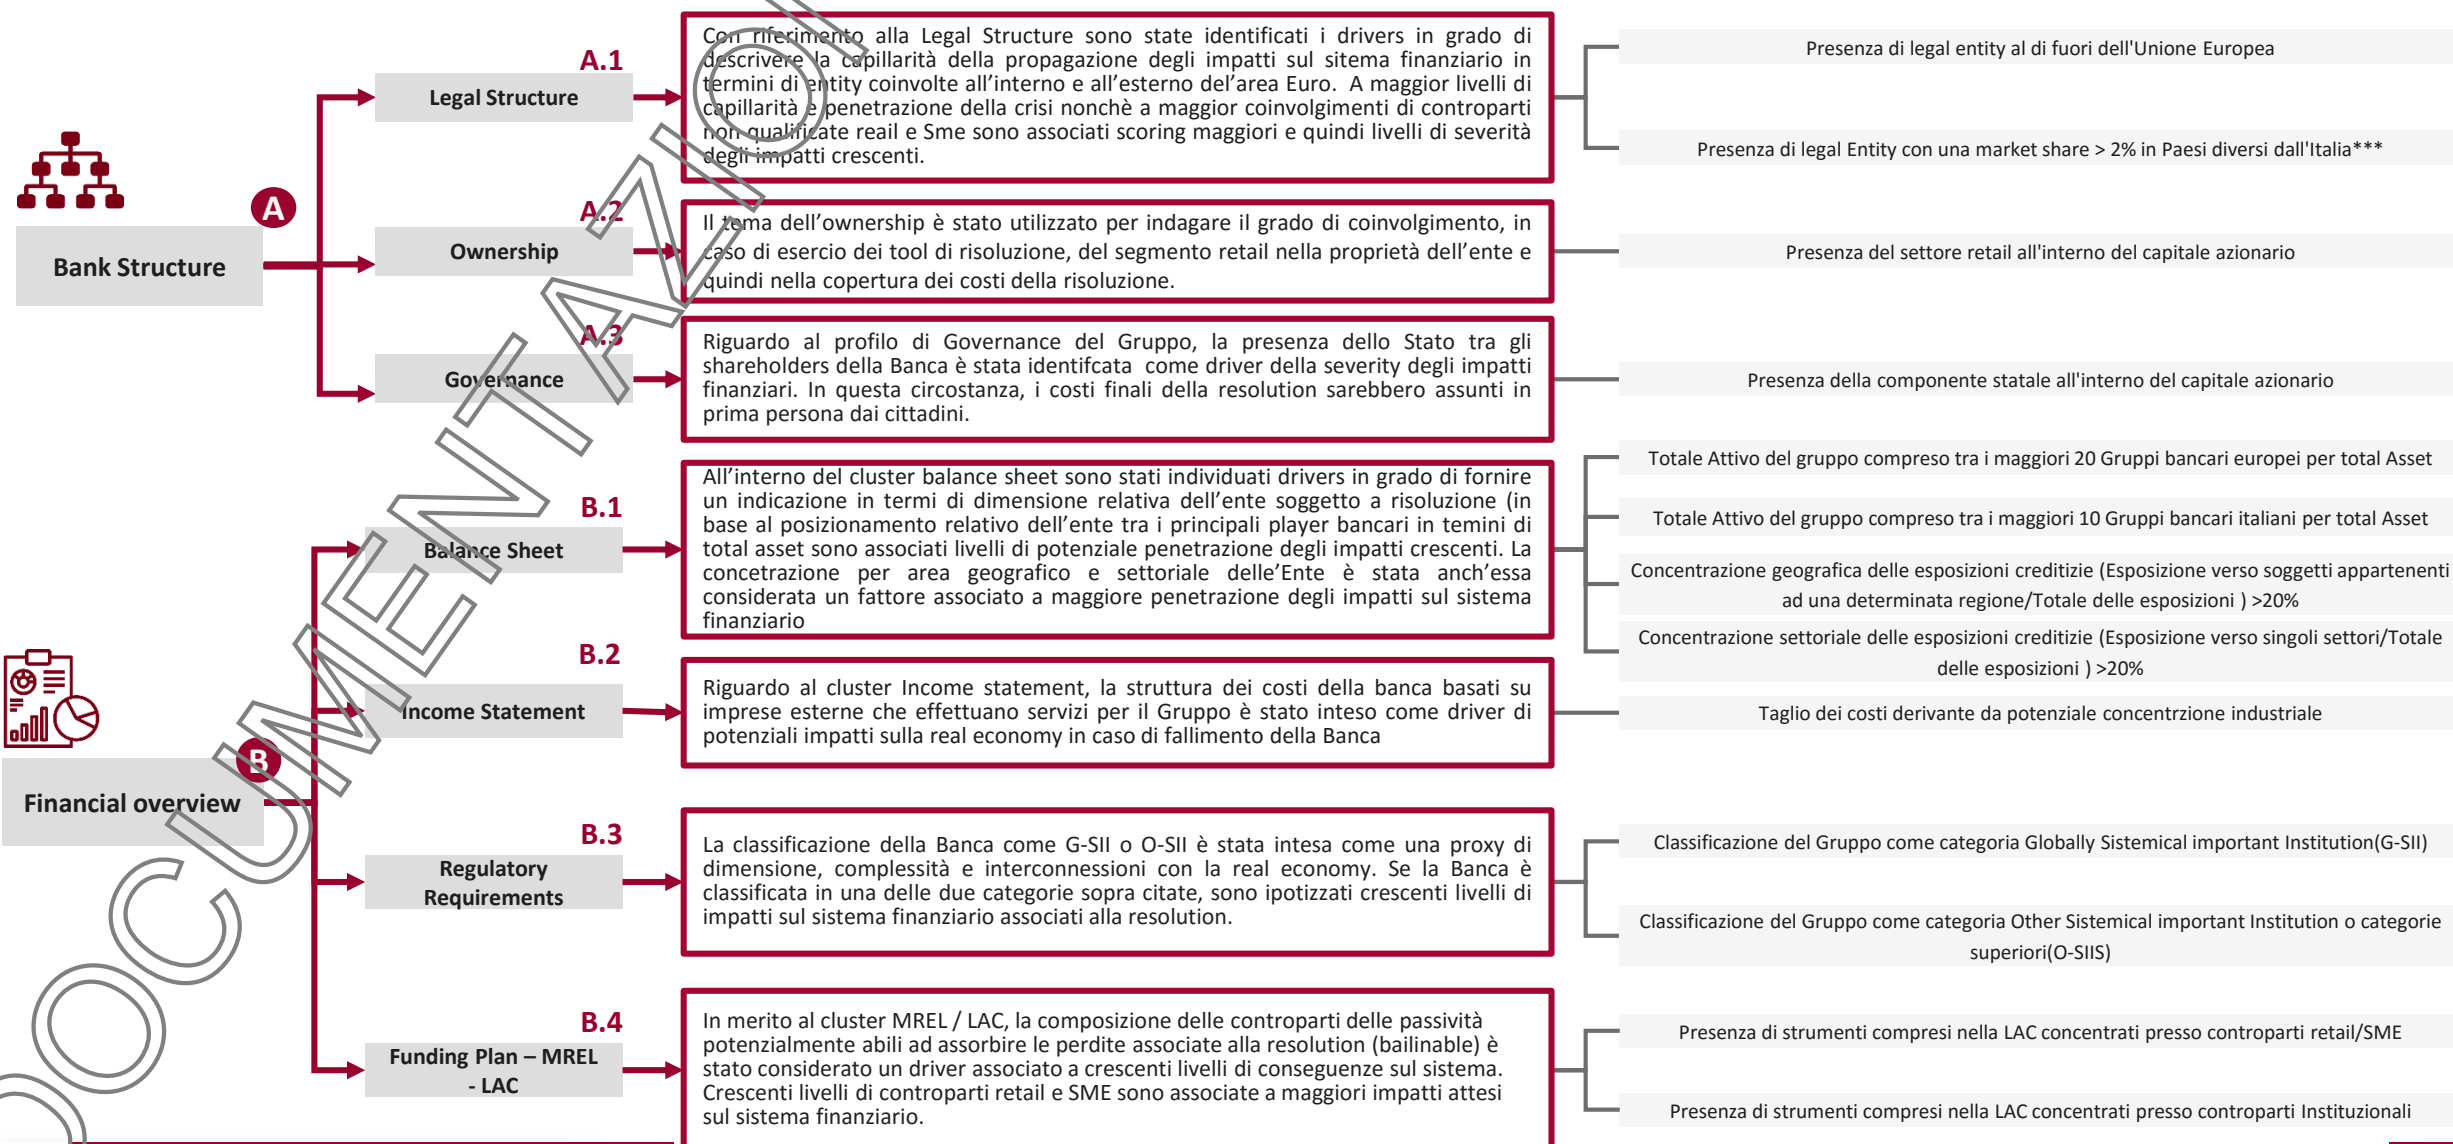 A
Bank Structure
A.1
Legal Structure
Con riferimento alla Legal Structure sono state identificati i drivers in grado di
descrivere la capillarità della propagazione degli impatti sul sitema finanziario in
termini di entity coinvolte all'interno e all'esterno del'area Euro. A maggior livelli di
capillarità e penetrazione della crisi nonchè a maggior coinvolgimenti di controparti
non qualificate reail e Sme sono associati scoring maggiori e quindi livelli di severità
degli impatti crescenti.
Presenza di legal entity al di fuori dell'Unione Europea
Presenza di legal Entity con una market share > 2% in Paesi diversi dall'Italia***
A.2
Ownership
Il tema dell'ownership è stato utilizzato per indagare il grado di coinvolgimento, in
caso di esercio dei tool di risoluzione, del segmento retail nella proprietà dell'ente e
quindi nella copertura dei costi della risoluzione.
Presenza del settore retail all'interno del capitale azionario
A.3
Governance
Riguardo al profilo di Governance del Gruppo, la presenza dello Stato tra gli
shareholders della Banca è stata identifcata come driver della severity degli impatti
finanziari. In questa circostanza, i costi finali della resolution sarebbero assunti in
prima persona dai cittadini.
Presenza della componente statale all'interno del capitale azionario
B
Financial overview
B.1
Balance Sheet
All'interno del cluster balance sheet sono stati individuati drivers in grado di fornire
un indicazione in termi di dimensione relativa dell'ente soggetto a risoluzione (in
base al posizionamento relativo dell'ente tra i principali player bancari in temini di
total asset sono associati livelli di potenziale penetrazione degli impatti crescenti. La
concetrazione per area geografico e settoriale delle'Ente è stata anch'essa
considerata un fattore associato a maggiore penetrazione degli impatti sul sistema
finanziario
Totale Attivo del gruppo compreso tra i maggiori 20 Gruppi bancari europei per total Asset
Totale Attivo del gruppo compreso tra i maggiori 10 Gruppi bancari italiani per total Asset
Concentrazione geografica delle esposizioni creditizie (Esposizione verso soggetti appartenenti
ad una determinata regione/Totale delle esposizioni ) >20%
Concentrazione settoriale delle esposizioni creditizie (Esposizione verso singoli settori/Totale
delle esposizioni ) >20%
B.2
Income Statement
Riguardo al cluster Income statement, la struttura dei costi della banca basati su
imprese esterne che effettuano servizi per il Gruppo è stato inteso come driver di
potenziali impatti sulla real economy in caso di fallimento della Banca
Taglio dei costi derivante da potenziale concentrzione industriale
B.3
Regulatory
Requirements
La classificazione della Banca come G-SII o O-SII è stata intesa come una proxy di
dimensione, complessità e interconnessioni con la real economy. Se la Banca è
classificata in una delle due categorie sopra citate, sono ipotizzati crescenti livelli di
impatti sul sistema finanziario associati alla resolution.
Classificazione del Gruppo come categoria Globally Sistemical important Institution(G-SII)
Classificazione del Gruppo come categoria Other Sistemical important Institution o categorie
superiori(O-SIIS)
B.4
Funding Plan – MREL
- LAC
In merito al cluster MREL / LAC, la composizione delle controparti delle passività
potenzialmente abili ad assorbire le perdite associate alla resolution (bailinable) è
stato considerato un driver associato a crescenti livelli di conseguenze sul sistema.
Crescenti livelli di controparti retail e SME sono associate a maggiori impatti attesi
sul sistema finanziario.
Presenza di strumenti compresi nella LAC concentrati presso controparti retail/SME
Presenza di strumenti compresi nella LAC concentrati presso controparti Instituzionali
DOCUMENTAZIO